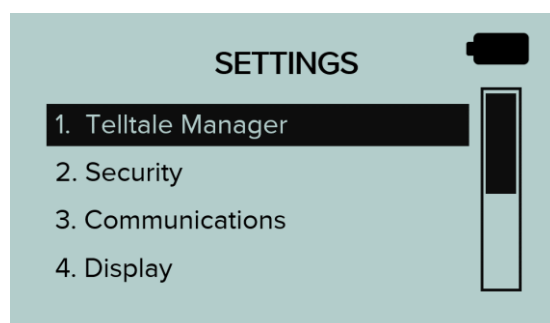 SETTINGS
1. Telltale Manager
2. Security
3. Communications
4. Display